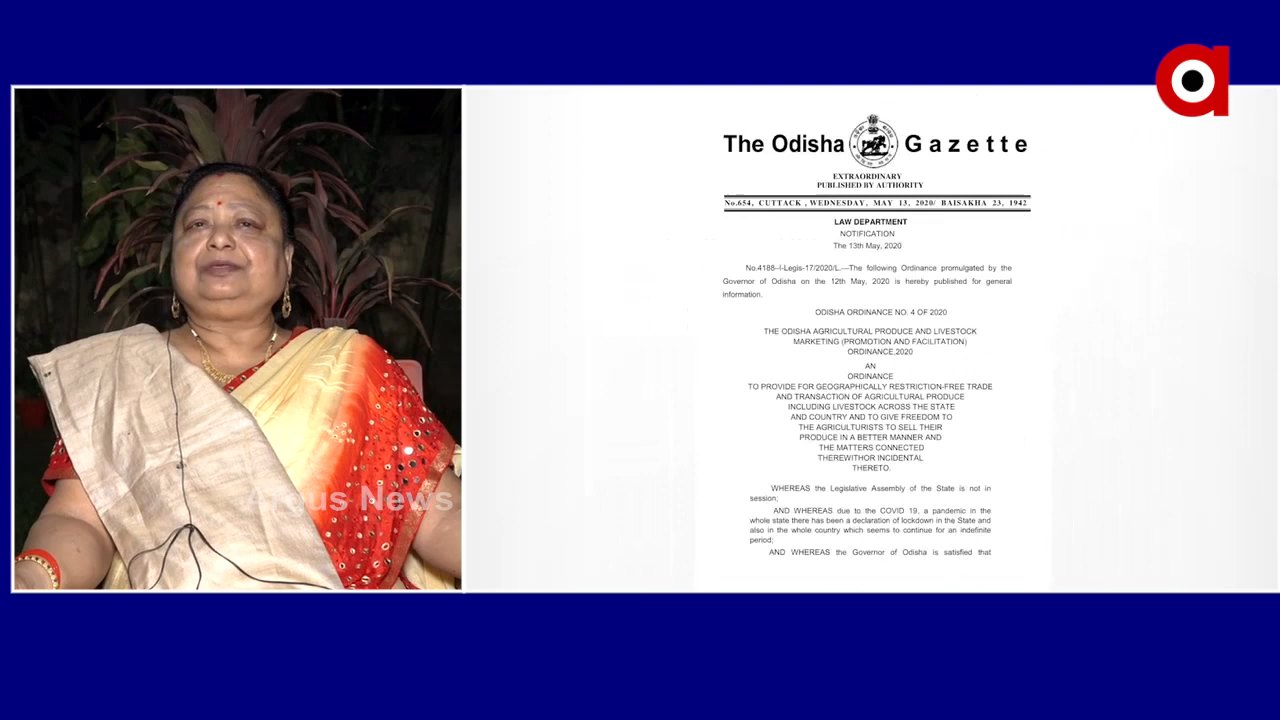 The Odisha Gazette
EXTRAORDINARY
PUBLISHED BY AUTHORITY
No.654, CUTTACK , WEDNESDAY, MAY 13, 2020/ BAISAKHA 23, 1942
LAW DEPARTMENT
NOTIFICATION
The 13th May, 2020
No.4188–I-Legis-17/2020/L.—The following Ordinance promulgated by the
Governor of Odisha on the 12th May, 2020 is hereby published for general
information.
ODISHA ORDINANCE NO. 4 OF 2020
THE ODISHA AGRICULTURAL PRODUCE AND LIVESTOCK
MARKETING (PROMOTION AND FACILITATION)
ORDINANCE,2020
AN
ORDINANCE
TO PROVIDE FOR GEOGRAPHICALLY RESTRICTION-FREE TRADE
AND TRANSACTION OF AGRICULTURAL PRODUCE
INCLUDING LIVESTOCK ACROSS THE STATE
AND COUNTRY AND TO GIVE FREEDOM TO
THE AGRICULTURISTS TO SELL THEIR
PRODUCE IN A BETTER MANNER AND
THE MATTERS CONNECTED
THEREWITHOR INCIDENTAL
THERETO.
WHEREAS the Legislative Assembly of the State is not in
session;
AND WHEREAS due to the COVID 19, a pandemic in the
whole state there has been a declaration of lockdown in the State and
also in the whole country which seems to continue for an indefinite
period;
AND WHEREAS the Governor of Odisha is satisfied that
gus News